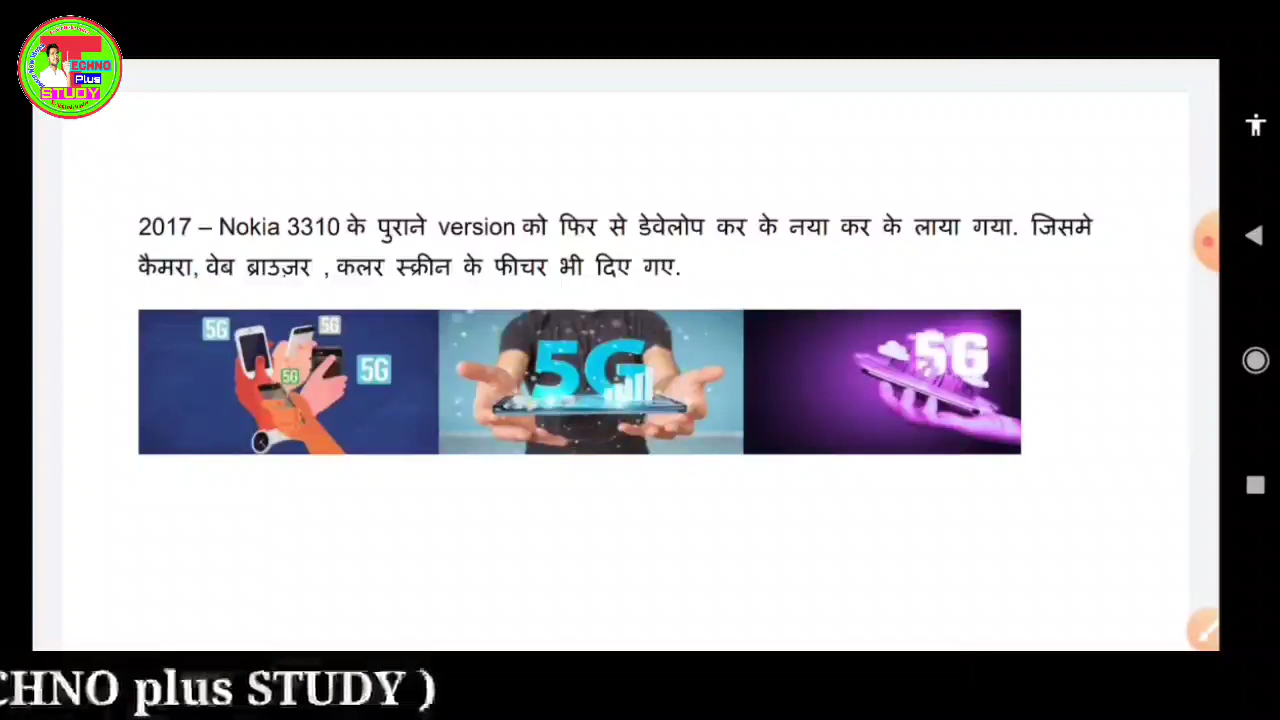 TECHNO
Plus
STUDY
2017 – Nokia 3310 के पुराने version को फिर से डेवेलोप कर के नया कर के लाया गया. जिसमे
कैमरा, वेब ब्राउज़र , कलर स्क्रीन के फीचर भी दिए गए.
5G
5G
5G
5G
5G
5G
CHNO plus STUDY )